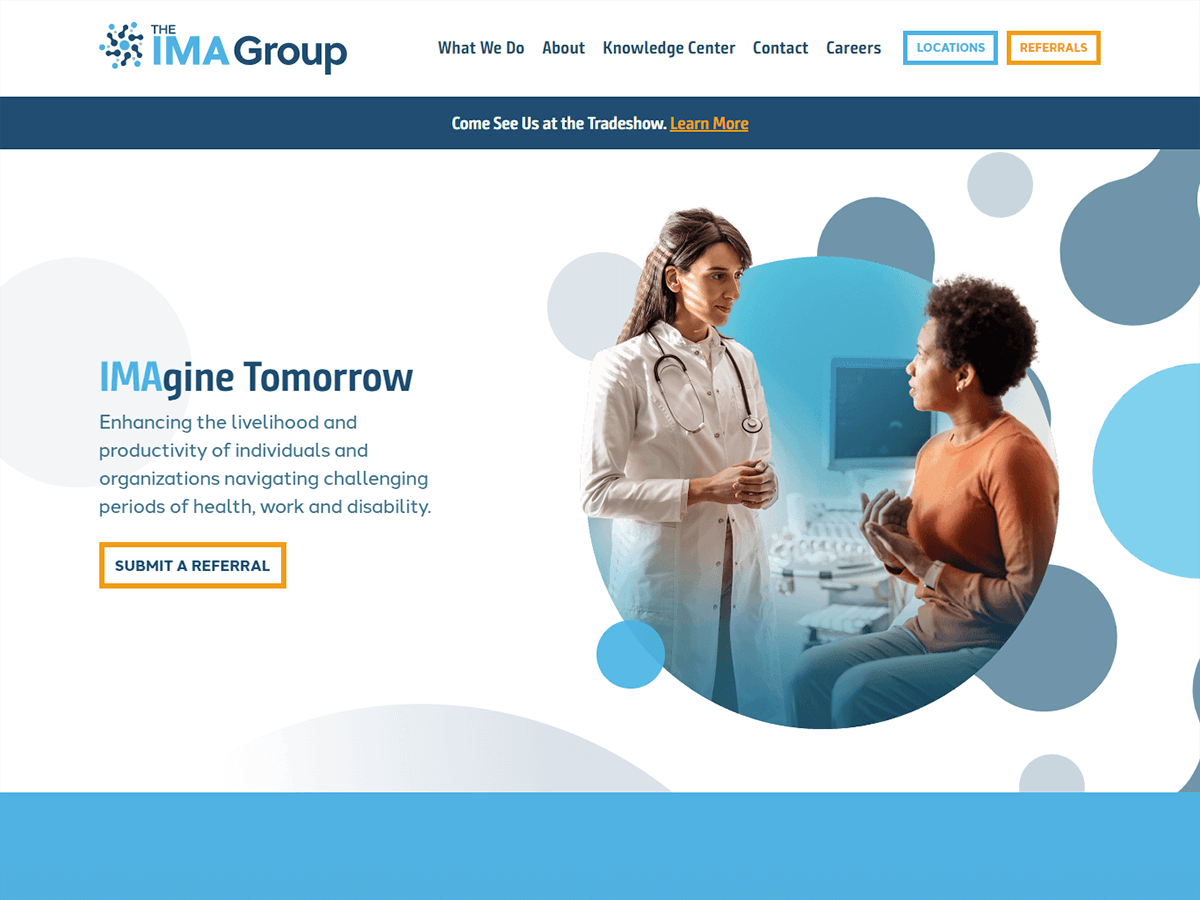 THE
IMA Group
What We Do About Knowledge Center Contact Careers LOCATIONS REFERRALS
Come See Us at the Tradeshow. Learn More
IMAgine Tomorrow
Enhancing the livelihood and
productivity of individuals and
organizations navigating challenging
periods of health, work and disability.
SUBMIT A REFERRAL